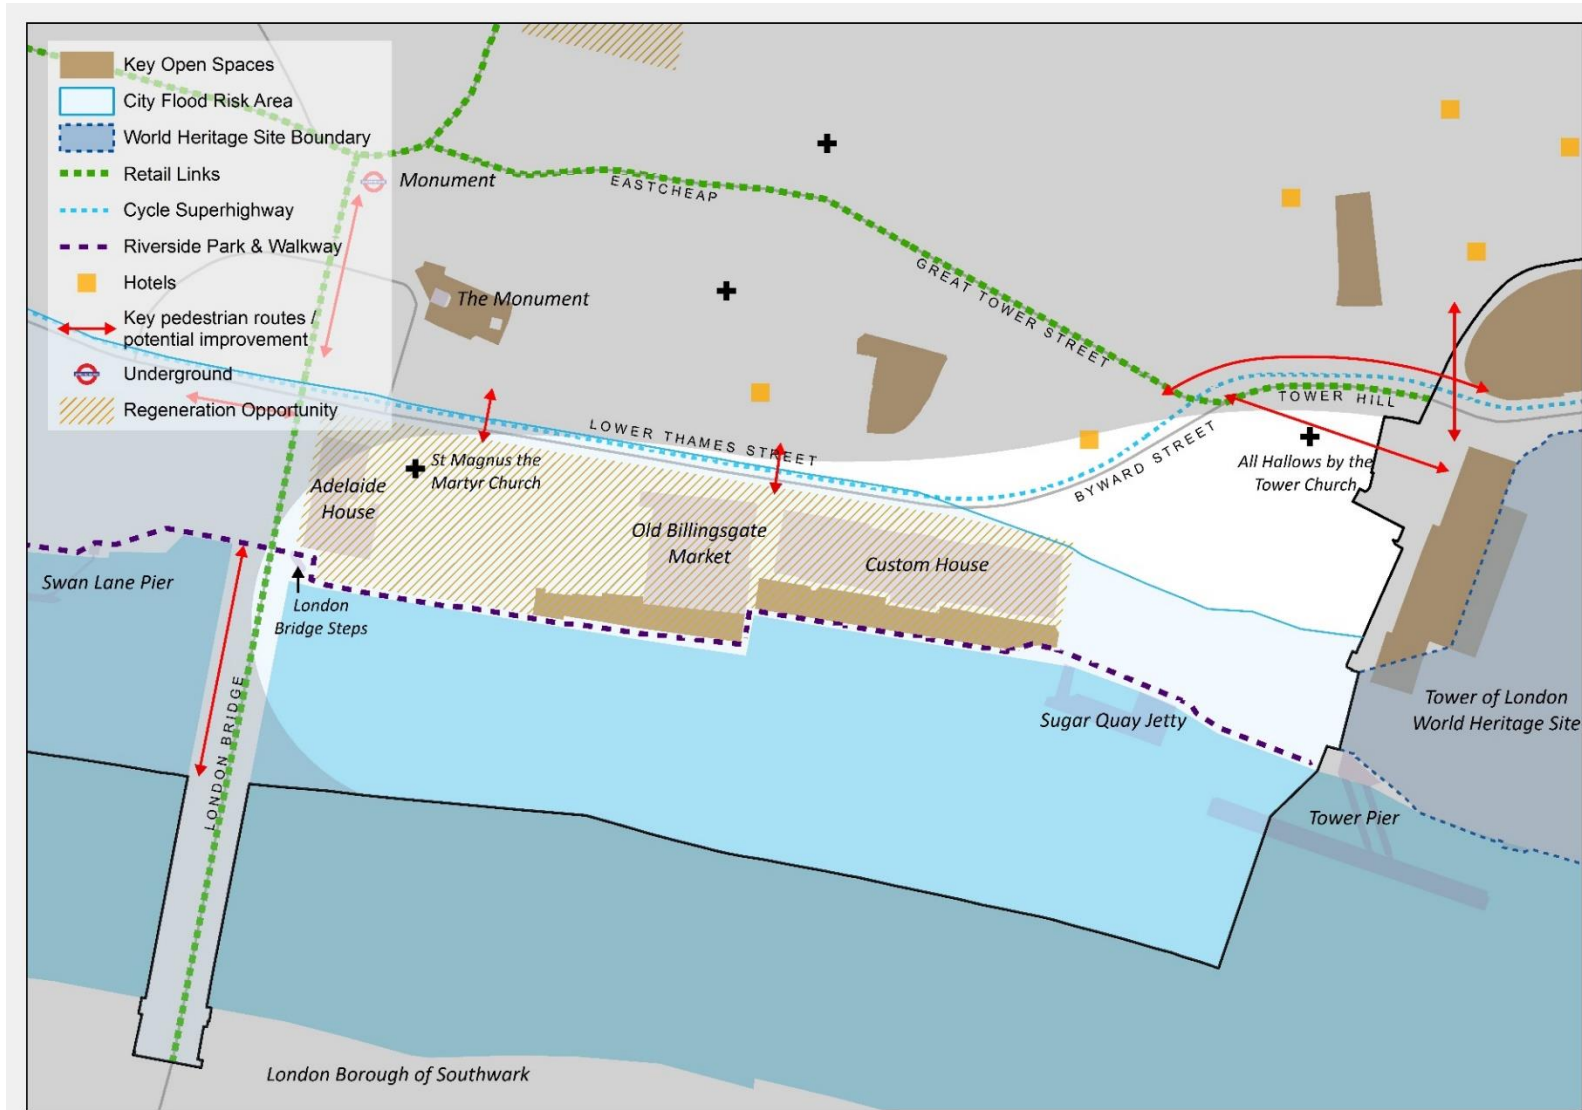 Key Open Spaces
City Flood Risk Area
World Heritage Site Boundary
Retail Links
Cycle Superhighway
Riverside Park & Walkway
Hotels
Key pedestrian routes /
potential improvement
Underground
Regeneration Opportunity
Monument
EASTCHEAP
The Monument
GREAT TOWER STREET
TOWER HILL
LOWER THAMES STREET
BYWARD STREET
St Magnus the
Martyr Church
All Hallows by the
Tower Church
Adelaide
House
Old Billingsgate
Market
Custom House
Swan Lane Pier
London
Bridge Steps
LONDON BRIDGE
Sugar Quay Jetty
Tower of London
World Heritage Site
Tower Pier
London Borough of Southwark